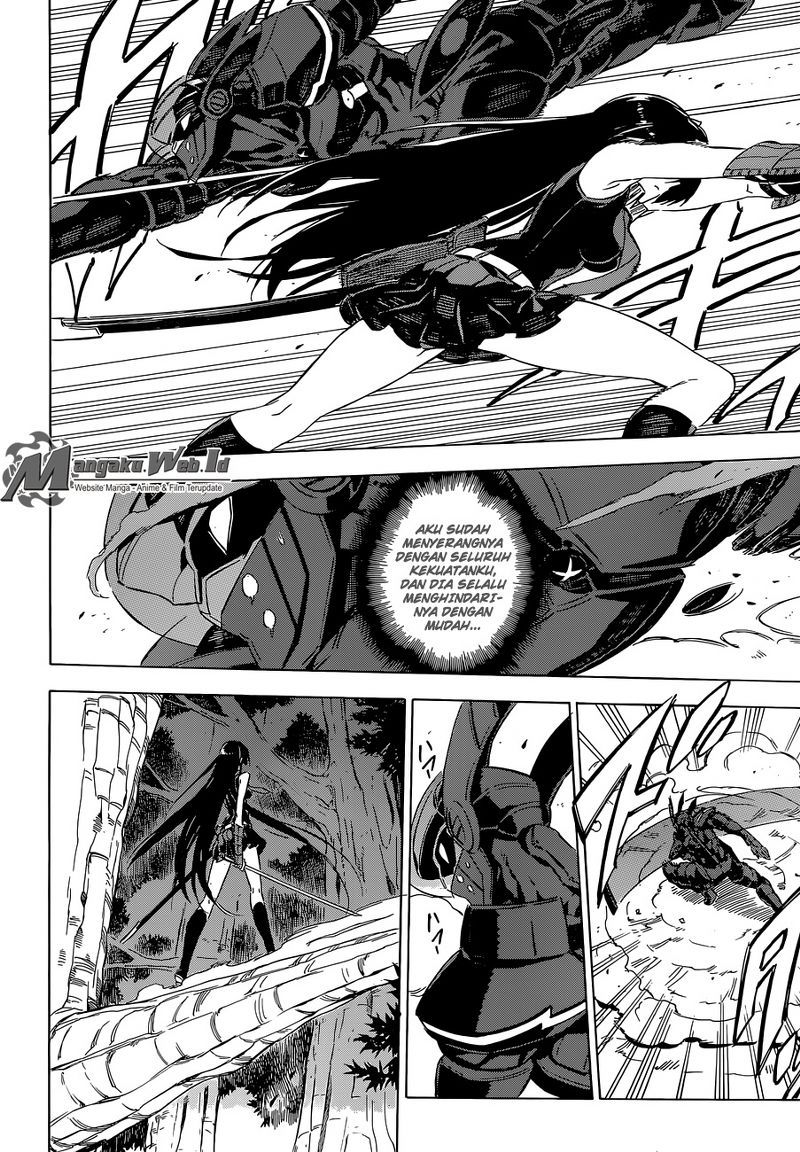 Mangaku.Web.Id
Website Manga - Anime & Film Terupdate
AKU SUDAH
MENYERANGNYA
DENGAN SELURUH
KEKUATANKU,
DAN DIA SELALU
MENGHINDARI-
NYA DENGAN
MUDAH...